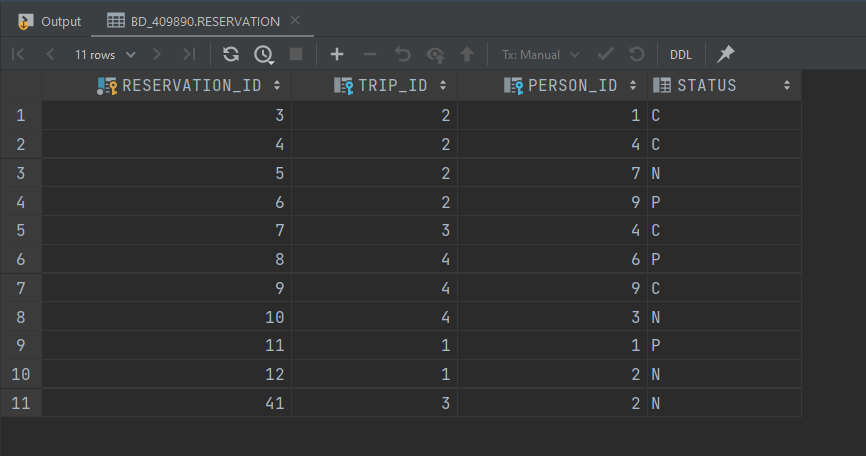 Output BD_409890.RESERVATION
11 rows Tx: Manual DDL
RESERVATION_ID TRIP_ID PERSON_ID STATUS
1 3 2 1 C
2 4 2 4 C
3 5 2 7 N
4 6 2 9 P
5 7 3 4 C
6 8 4 6 P
7 9 4 9 C
8 10 4 3 N
9 11 1 1 P
10 12 1 2 N
11 41 3 2 N